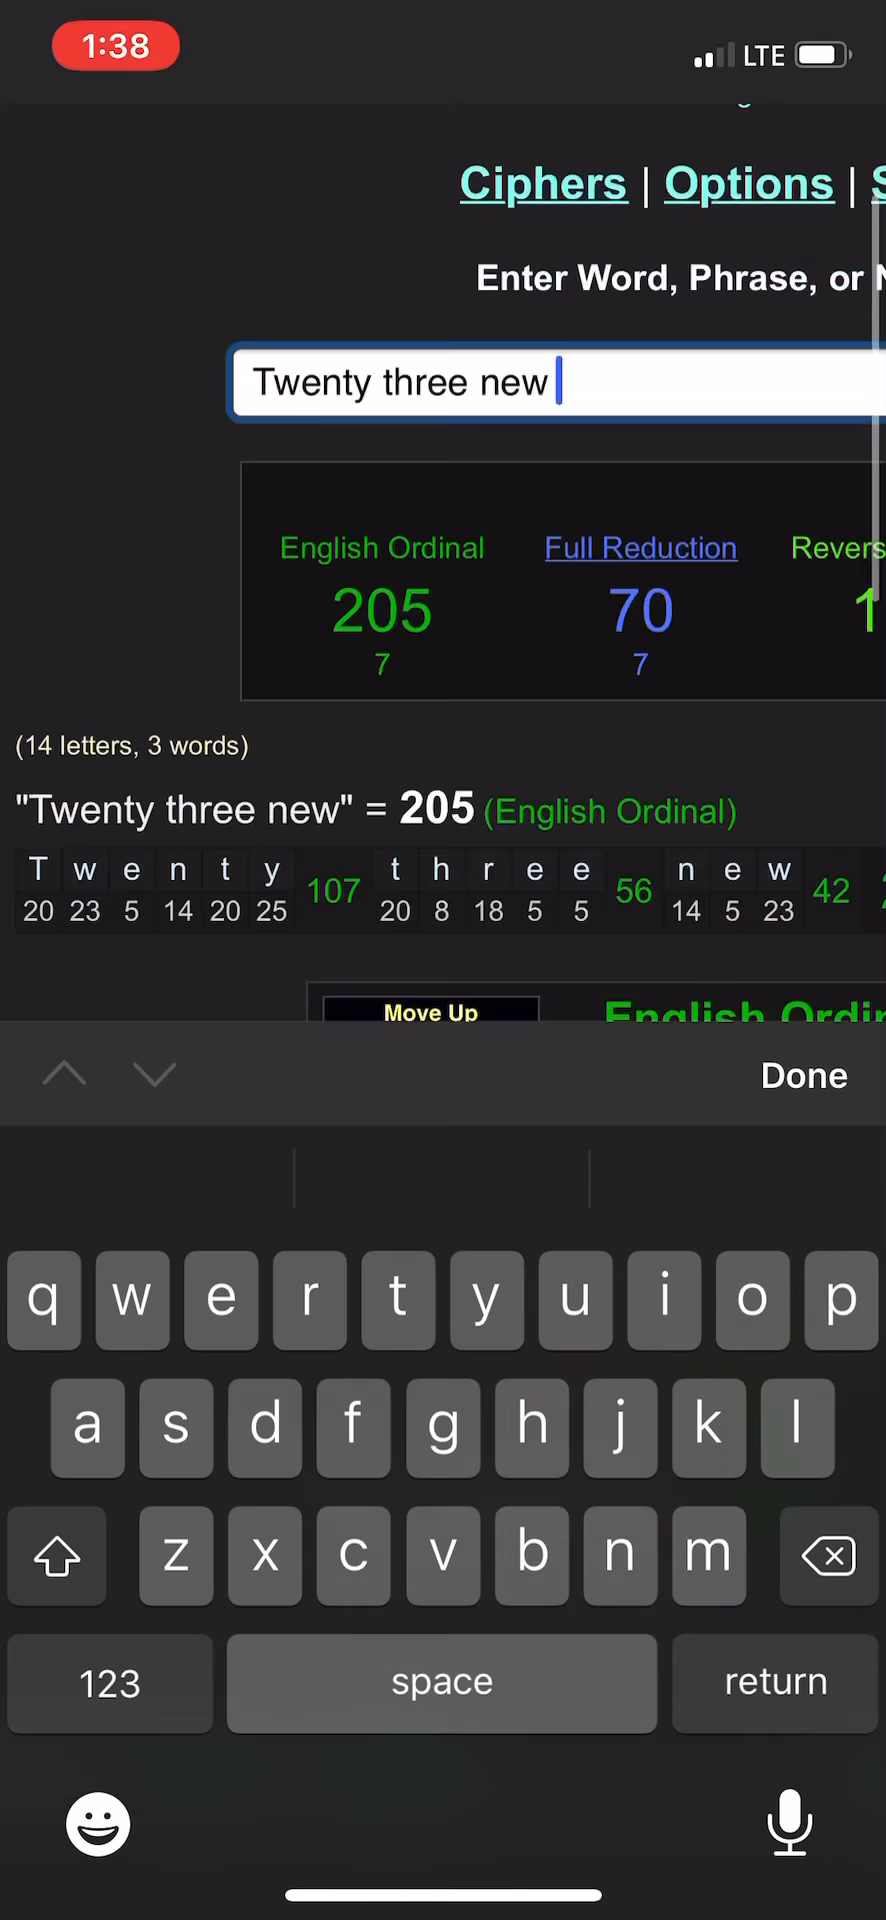 1:38
LTE
Ciphers | Options |
Enter Word, Phrase, or
Twenty three new
English Ordinal Full Reduction
205 70
7 7
(14 letters, 3 words)
"Twenty three new" = 205 (English Ordinal)
T w e n t y 107 t h r e e 56 n e w 42
20 23 5 14 20 25 20 8 18 5 5 14 5 23
Move Up English
Done
q w e r t y u i o p
a s d f g h j k l
z x c v b n m
123 space return